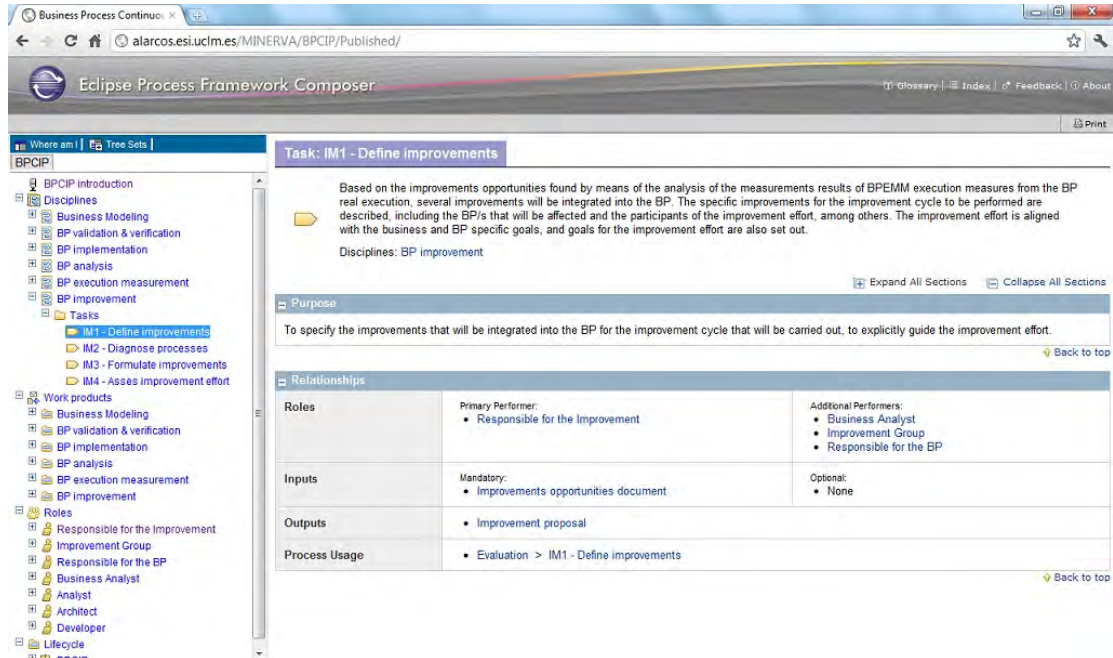 Business Process Continuo
alarcos.esi.uclm.es/MINERVA/BPCIP/Published/
Eclipse Process Framework Composer
Glossary | Index | Feedback | About
Print
Where am I | Tree Sets |
BPCIP
BPCIP introduction
Disciplines
Business Modeling
BP validation & verification
BP implementation
BP analysis
BP execution measurement
BP improvement
Tasks
IM1 - Define improvements
IM2 - Diagnose processes
IM3 - Formulate improvements
IM4 - Asses improvement effort
Work products
Business Modeling
BP validation & verification
BP implementation
BP analysis
BP execution measurement
BP improvement
Roles
Responsible for the Improvement
Improvement Group
Responsible for the BP
Business Analyst
Analyst
Architect
Developer
Lifecycle
Task: IM1 - Define improvements
Based on the improvements opportunities found by means of the analysis of the measurements results of BPEMM execution measures from the BP
real execution, several improvements will be integrated into the BP. The specific improvements for the improvement cycle to be performed are
described, including the BP/s that will be affected and the participants of the improvement effort, among others. The improvement effort is aligned
with the business and BP specific goals, and goals for the improvement effort are also set out.
Disciplines: BP improvement
Expand All Sections Collapse All Sections
Purpose
To specify the improvements that will be integrated into the BP for the improvement cycle that will be carried out, to explicitly guide the improvement effort.
Back to top
Relationships
Roles
Primary Performer:
• Responsible for the Improvement
Additional Performers:
• Business Analyst
• Improvement Group
• Responsible for the BP
Inputs
Mandatory:
• Improvements opportunities document
Optional:
• None
Outputs
• Improvement proposal
Process Usage
• Evaluation > IM1 - Define improvements
Back to top